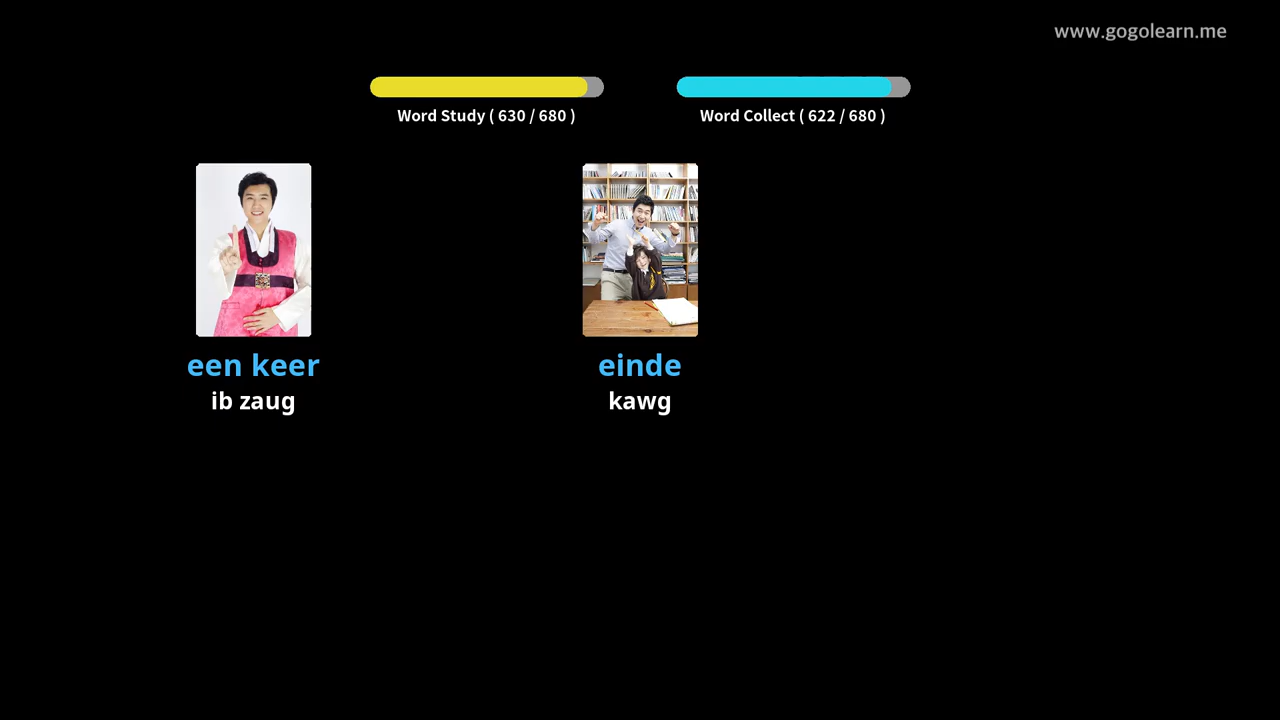 www.gogolearn.me
Word Study ( 630 / 680 )
Word Collect ( 622 / 680 )
een keer
ib zaug
einde
kawg